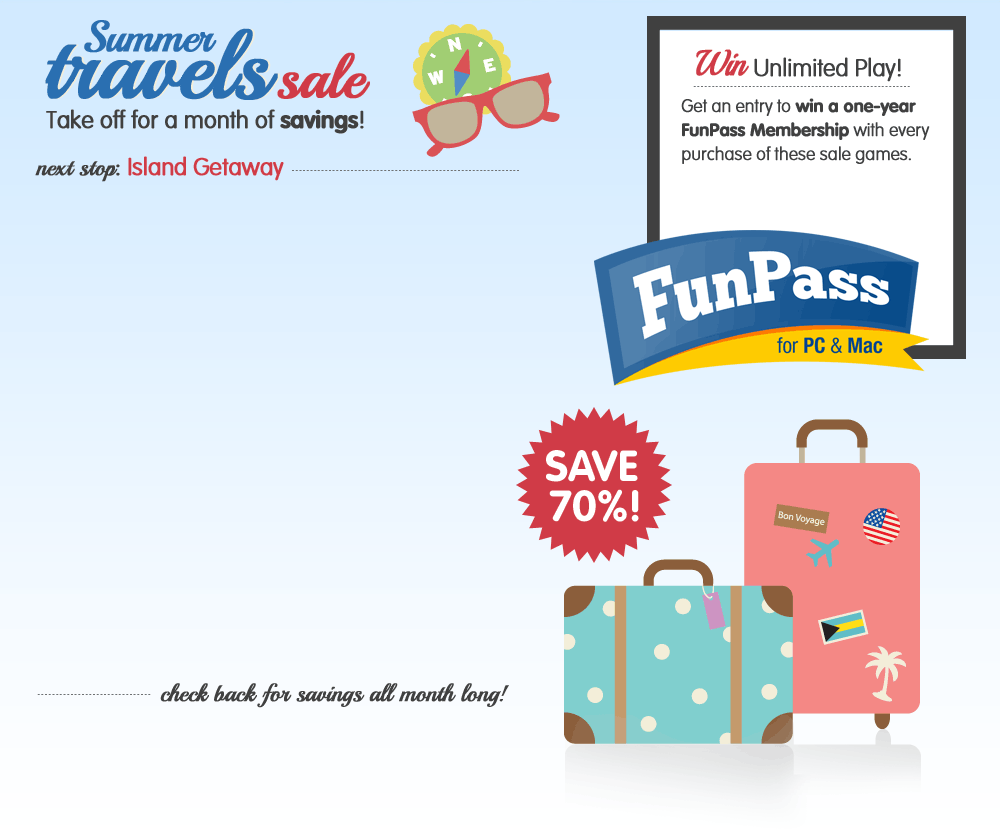 Summer
travels sale
Take off for a month of savings!
N
W E
next stop: Island Getaway
Win Unlimited Play!
Get an entry to win a one-year
FunPass Membership with every
purchase of these sale games.
FunPass
for PC & Mac
SAVE
70%!
Bon Voyage
check back for savings all month long!